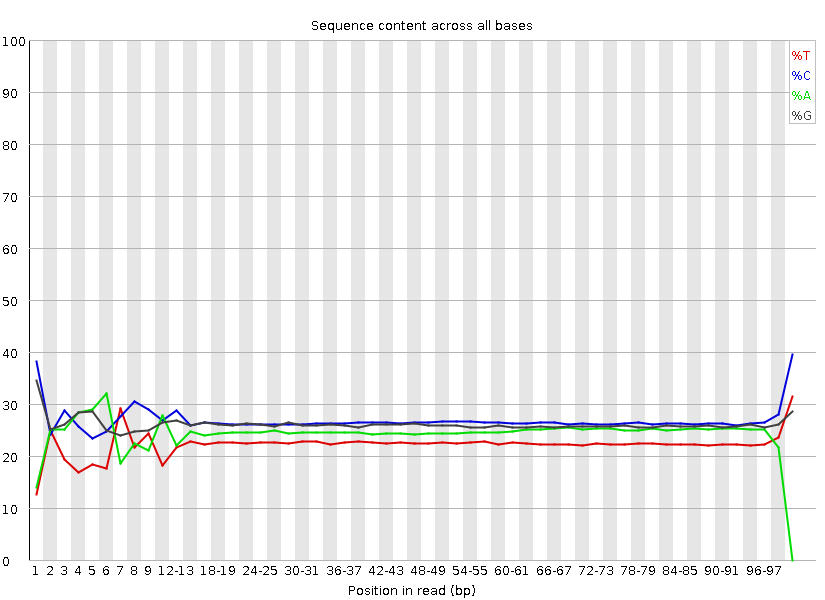 Sequence content across all bases
100
90
80
70
60
50
40
30
20
10
0
%T
%C
%A
%G
1 2 3 4 5 6 7 8 9 12-13 18-19 24-25 30-31 36-37 42-43 48-49 54-55 60-61 66-67 72-73 78-79 84-85 90-91 96-97
Position in read (bp)